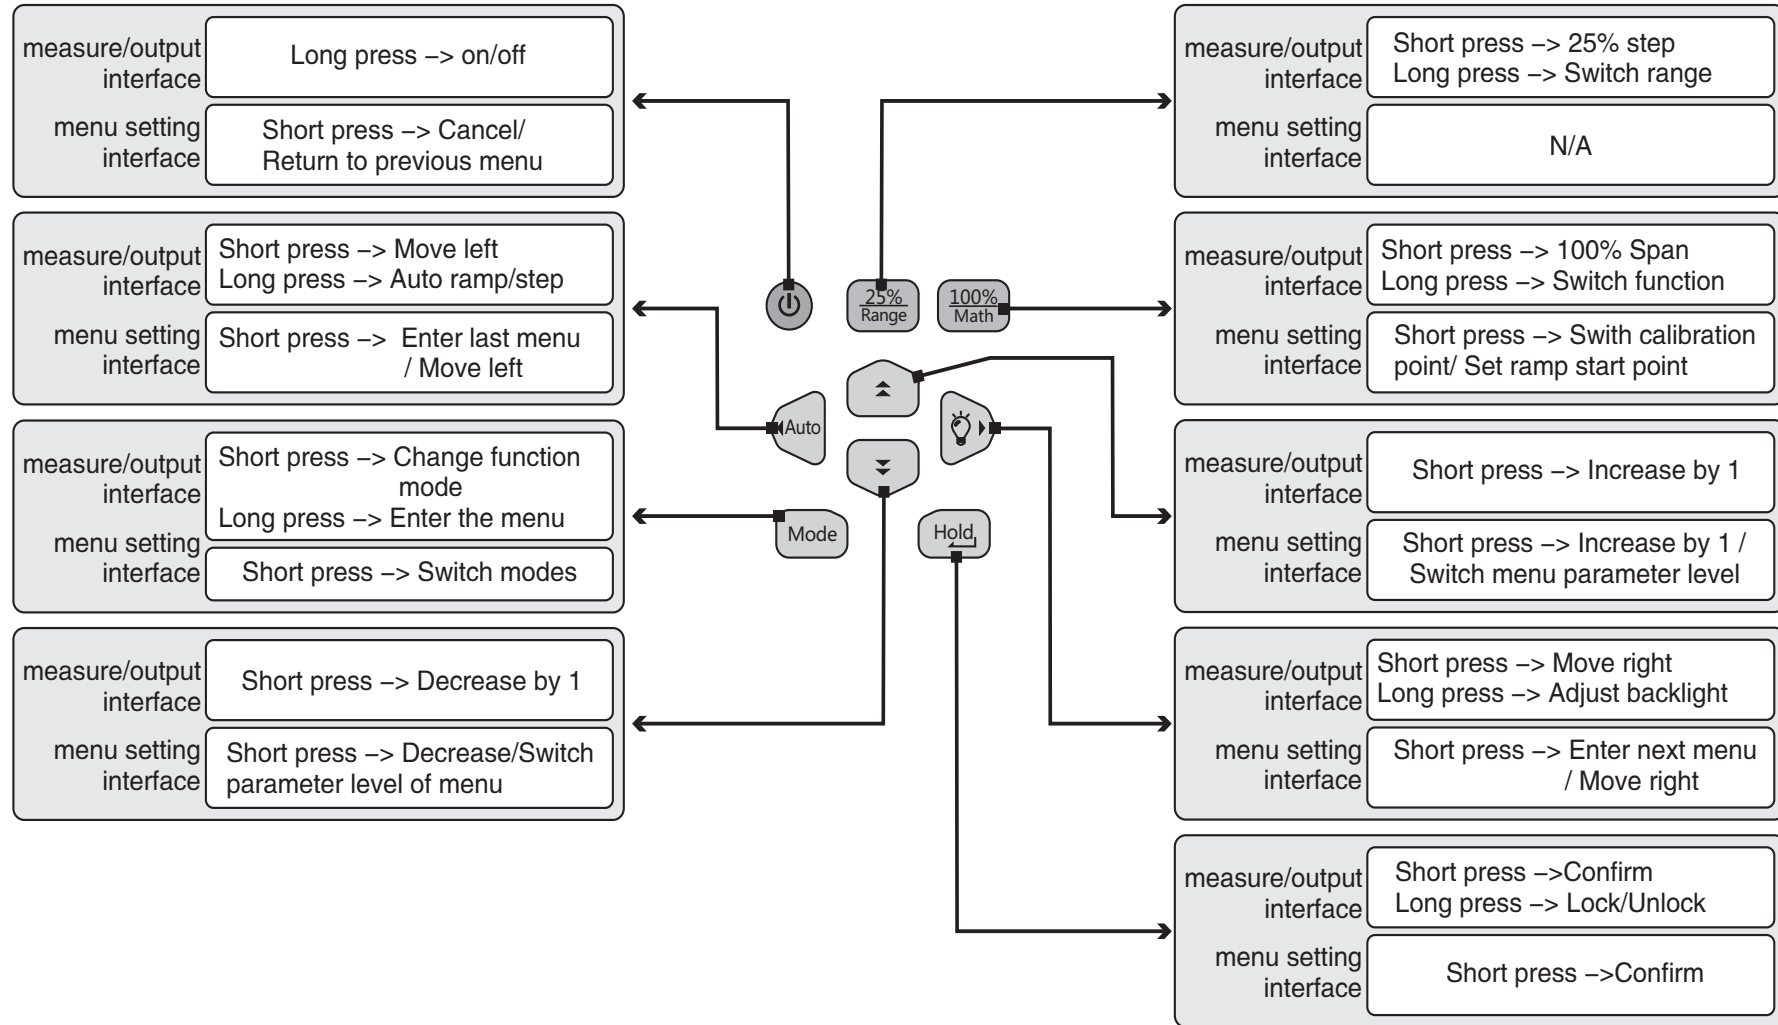 measure/output
interface
Long press –> on/off
menu setting
interface
Short press –> Cancel/
Return to previous menu
measure/output
interface
Short press –> Move left
Long press –> Auto ramp/step
menu setting
interface
Short press –> Enter last menu
/ Move left
measure/output
interface
Short press –> Change function
mode
Long press –> Enter the menu
menu setting
interface
Short press –> Switch modes
measure/output
interface
Short press –> Decrease by 1
menu setting
interface
Short press –> Decrease/Switch
parameter level of menu
25%
Range
100%
Math
Auto
Mode
Hold
measure/output
interface
Short press –> 25% step
Long press –> Switch range
menu setting
interface
N/A
measure/output
interface
Short press –> 100% Span
Long press –> Switch function
menu setting
interface
Short press –> Swith calibration
point/ Set ramp start point
measure/output
interface
Short press –> Increase by 1
menu setting
interface
Short press –> Increase by 1 /
Switch menu parameter level
measure/output
interface
Short press –> Move right
Long press –> Adjust backlight
menu setting
interface
Short press –> Enter next menu
/ Move right
measure/output
interface
Short press –>Confirm
Long press –> Lock/Unlock
menu setting
interface
Short press –>Confirm